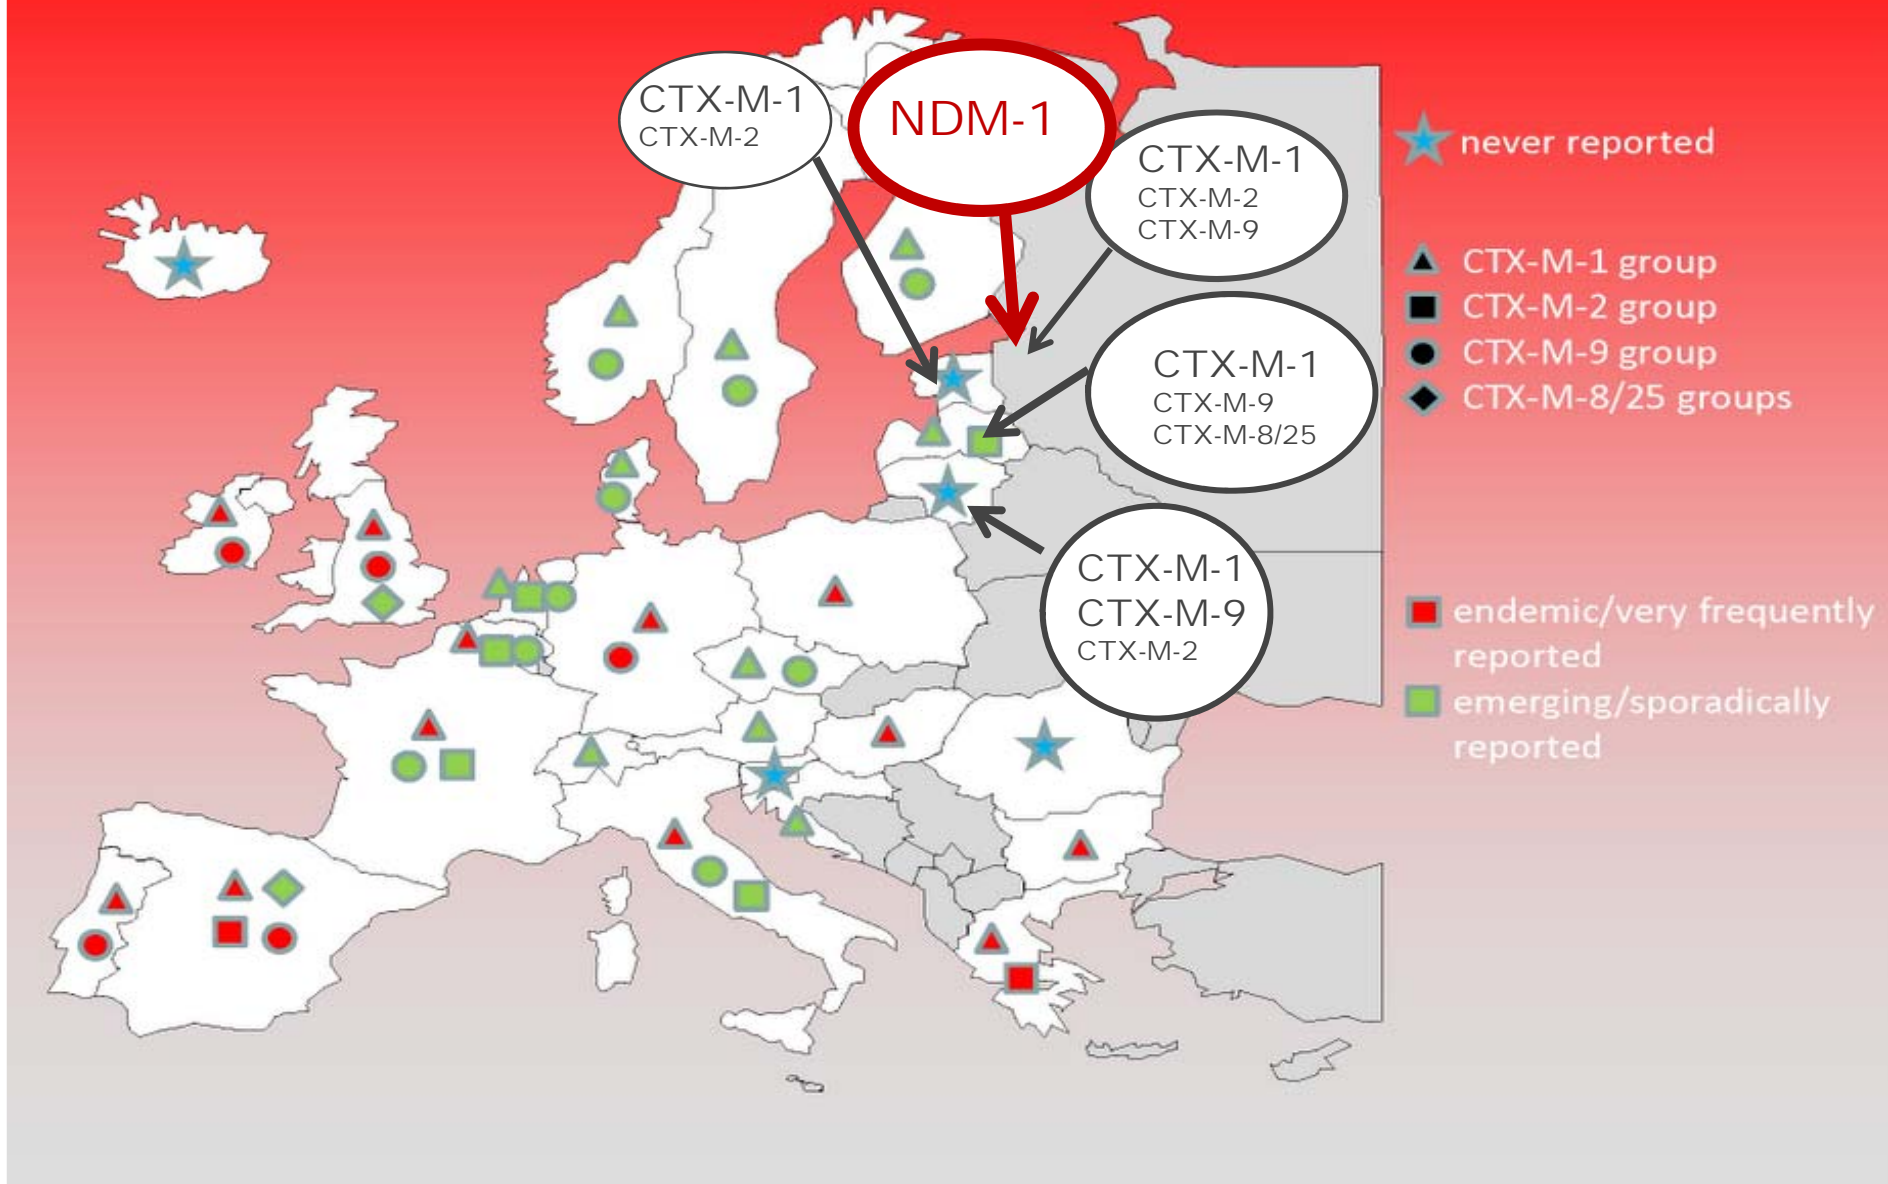 CTX-M-1
CTX-M-2
NDM-1
CTX-M-1
CTX-M-2
CTX-M-9
CTX-M-1
CTX-M-9
CTX-M-8/25
CTX-M-1
CTX-M-9
CTX-M-2
never reported
CTX-M-1 group
CTX-M-2 group
CTX-M-9 group
CTX-M-8/25 groups
endemic/very frequently
reported
emerging/sporadically
reported